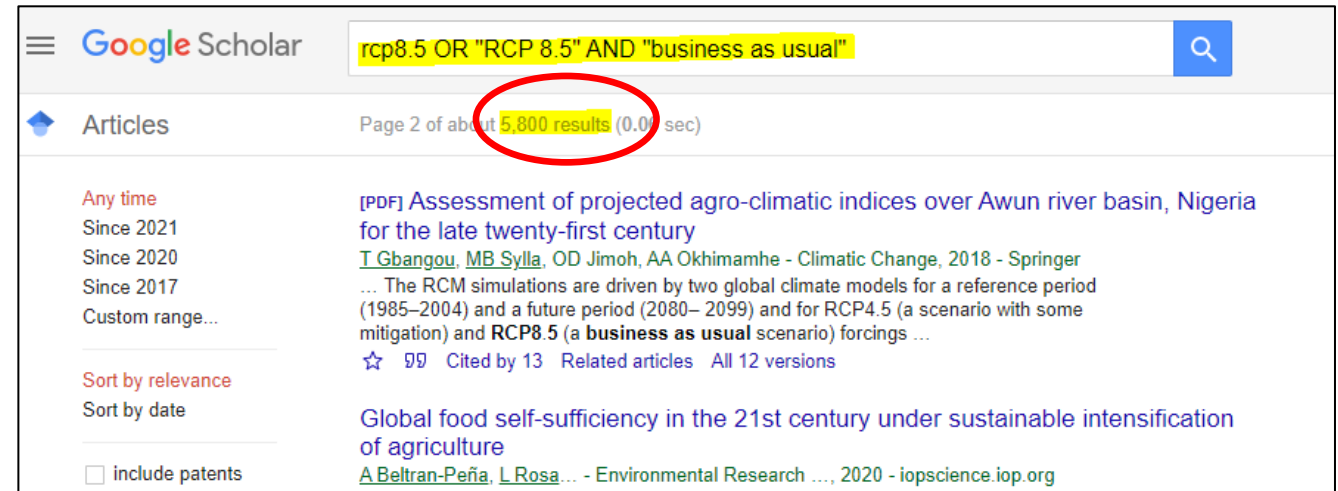 Google Scholar
rcp8.5 OR "RCP 8.5" AND "business as usual"
Articles
Page 2 of about 5,800 results (0.0 sec)
Any time
Since 2021
Since 2020
Since 2017
Custom range...
Sort by relevance
Sort by date
include patents
[PDF] Assessment of projected agro-climatic indices over Awun river basin, Nigeria
for the late twenty-first century
T Gbangou, MB Sylla, OD Jimoh, AA Okhimamhe - Climatic Change, 2018 - Springer
… The RCM simulations are driven by two global climate models for a reference period
(1985–2004) and a future period (2080– 2099) and for RCP4.5 (a scenario with some
mitigation) and RCP8.5 (a business as usual scenario) forcings …
Cited by 13 Related articles All 12 versions
Global food self-sufficiency in the 21st century under sustainable intensification
of agriculture
A Beltran-Peña, L Rosa… - Environmental Research …, 2020 - iopscience.iop.org